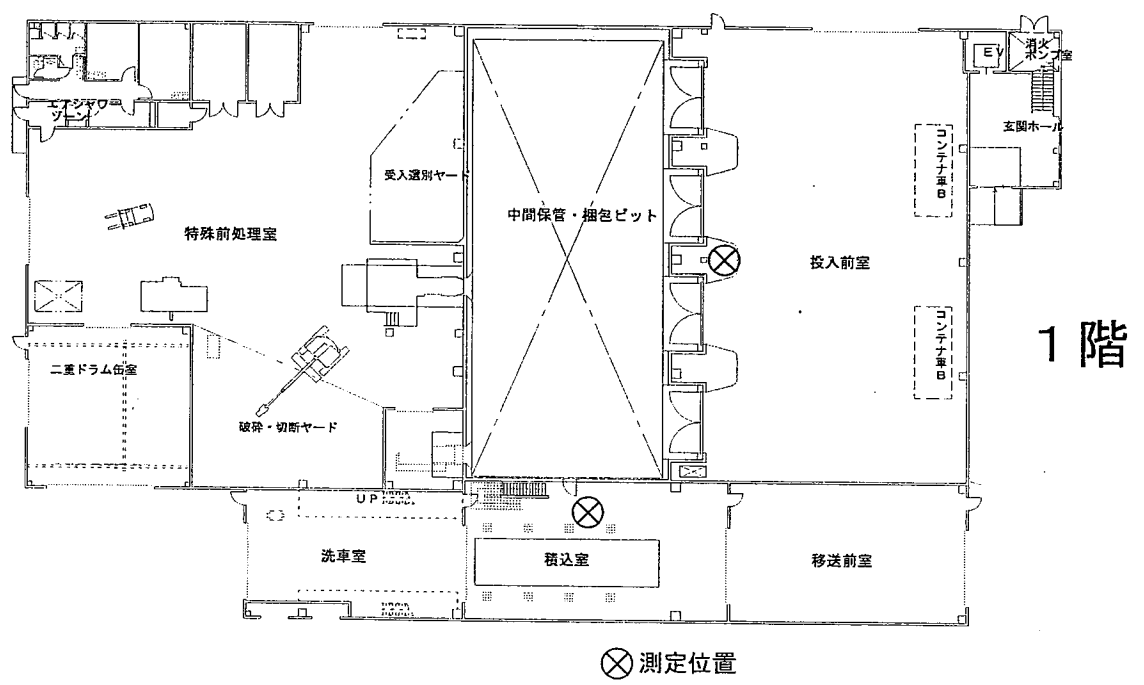 消火
ポンプ室
EV
エアシャワー
ゾーン
玄関ホール
コンテナ車B
受入選別ヤード
中間保管・梱包ピット
特殊前処理室
投入前室
コンテナ車B
1階
二重ドラム缶室
破砕・切断ヤード
UP
洗車室
積込室
移送前室
測定位置